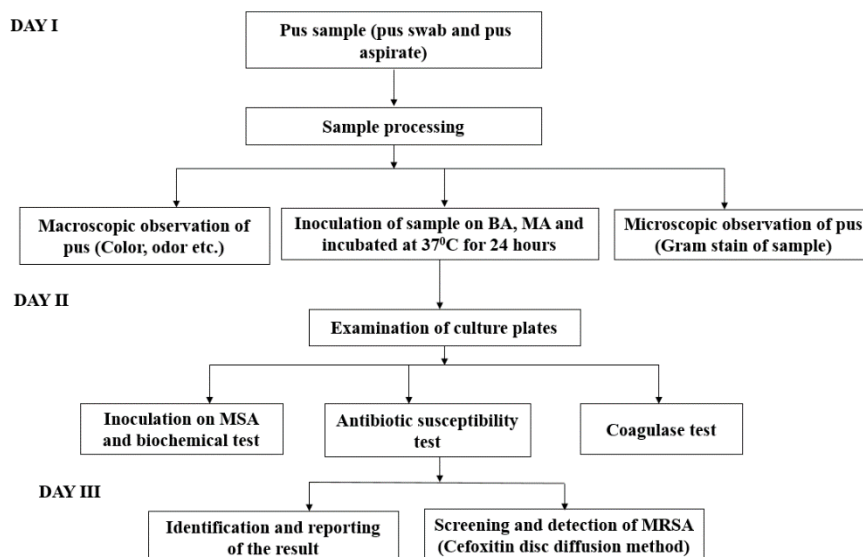 DAY I
Pus sample (pus swab and pus
aspirate)
Sample processing
Macroscopic observation of
pus (Color, odor etc.)
Inoculation of sample on BA, MA and
incubated at 37⁰C for 24 hours
Microscopic observation of pus
(Gram stain of sample)
DAY II
Examination of culture plates
Inoculation on MSA
and biochemical test
Antibiotic susceptibility
test
Coagulase test
DAY III
Identification and reporting
of the result
Screening and detection of MRSA
(Cefoxitin disc diffusion method)